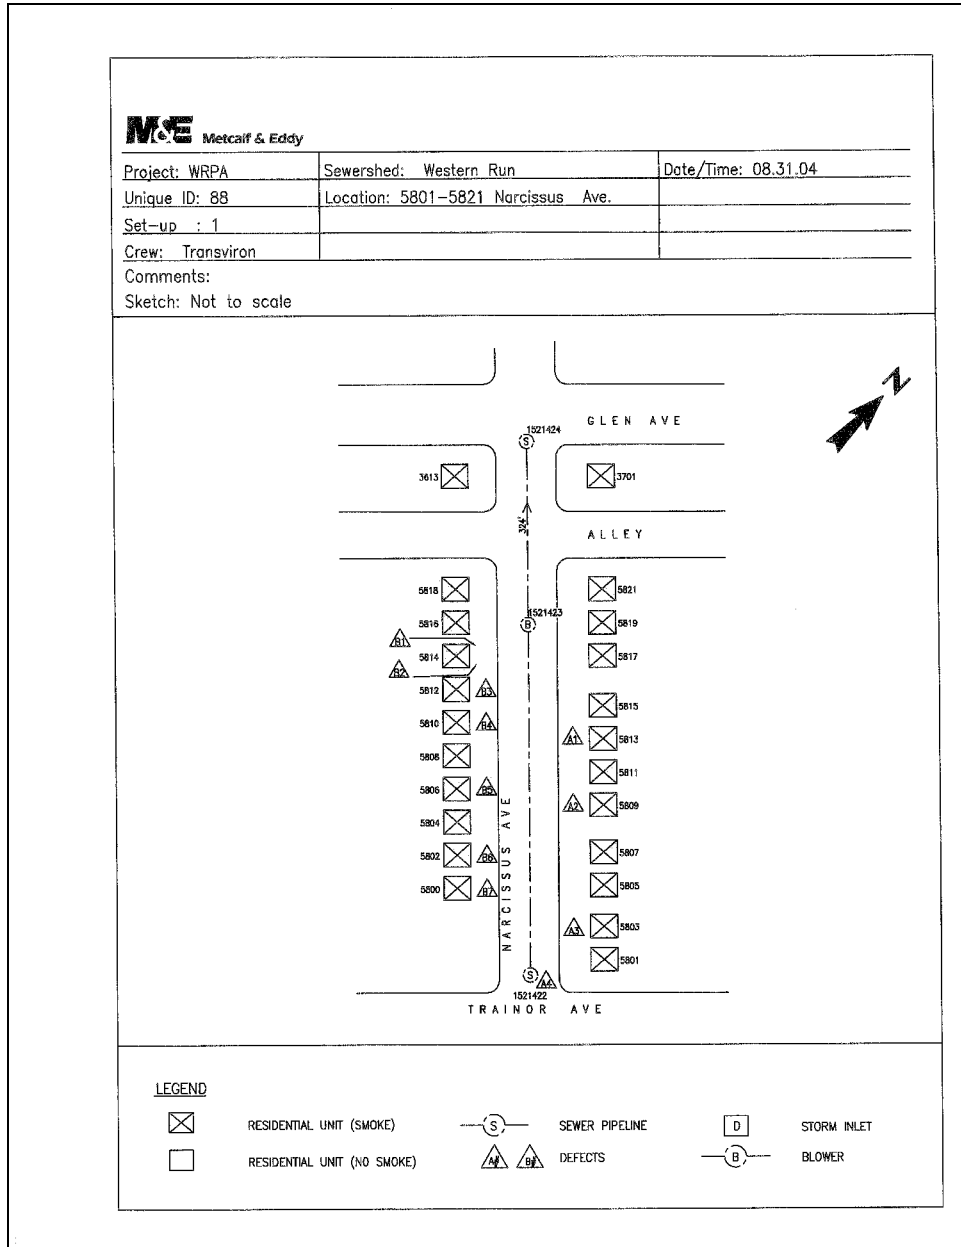 M&E Metcalf & Eddy
Project: WRPA Sewershed: Western Run Date/Time: 08.31.04
Unique ID: 88 Location: 5801-5821 Narcissus Ave.
Set-up : 1
Crew: Transviron
Comments:
Sketch: Not to scale
N
GLEN AVE
1521424
3613
3701
324'
ALLEY
5818
5821
1521423
5816
5819
B1
5814
5817
B2
5812
B3
5815
5810
B4
A1
5813
5808
5811
5806
B5
A2
5809
5804
5802
B6
5807
5800
B7
5805
NARCISSUS AVE
A3
5803
5801
S
A4
1521422
TRAINOR AVE
LEGEND
RESIDENTIAL UNIT (SMOKE) S SEWER PIPELINE D STORM INLET
RESIDENTIAL UNIT (NO SMOKE) A# B# DEFECTS B BLOWER